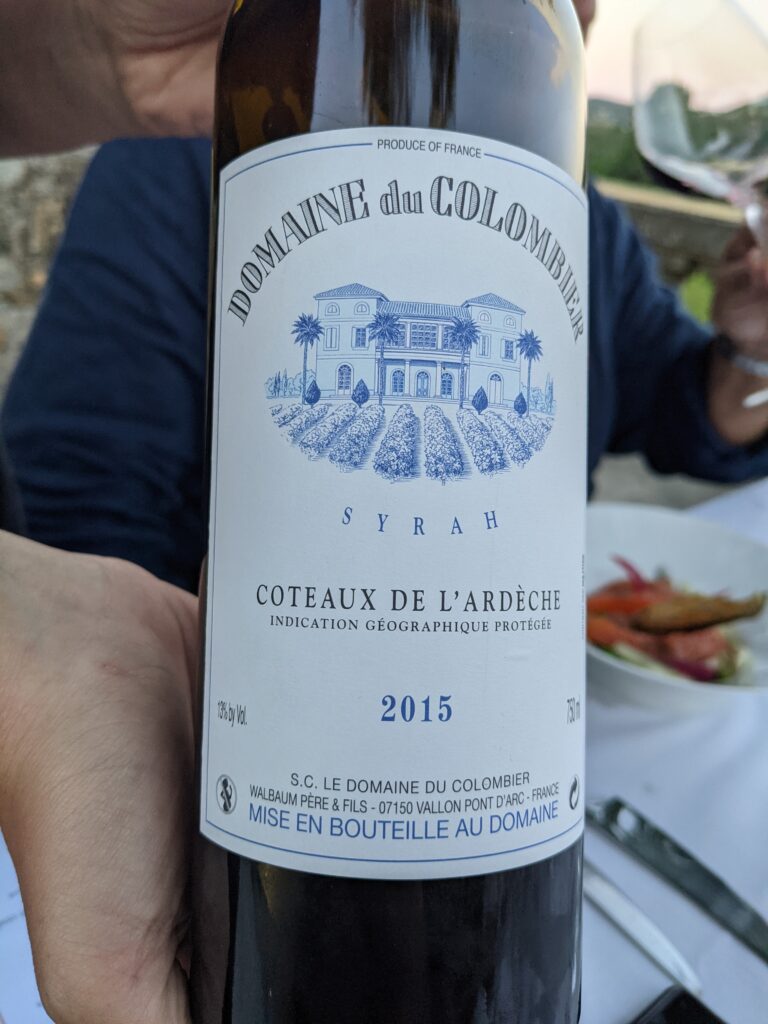 PRODUCE OF FRANCE
DOMAINE du COLOMBIER
SYRAH
COTEAUX DE L'ARDÈCHE
INDICATION GÉOGRAPHIQUE PROTÉGÉE
13% by Vol.
2015
750 ml
S.C. LE DOMAINE DU COLOMBIER
WALBAUM PÈRE & FILS - 07150 VALLON PONT D'ARC - FRANCE
MISE EN BOUTEILLE AU DOMAINE